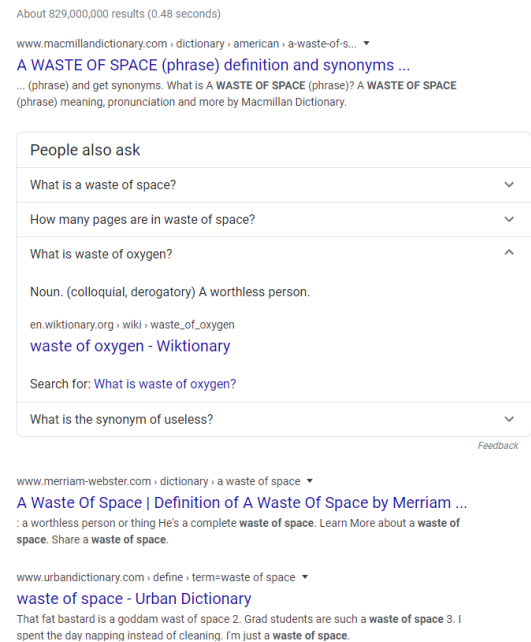 About 829,000,000 results (0.48 seconds)
www.macmillandictionary.com › dictionary › american › a-waste-of-s...
A WASTE OF SPACE (phrase) definition and synonyms ...
... (phrase) and get synonyms. What is A WASTE OF SPACE (phrase)? A WASTE OF SPACE
(phrase) meaning, pronunciation and more by Macmillan Dictionary.
People also ask
What is a waste of space?
How many pages are in waste of space?
What is waste of oxygen?
Noun. (colloquial, derogatory) A worthless person.
en.wiktionary.org › wiki › waste_of_oxygen
waste of oxygen - Wiktionary
Search for: What is waste of oxygen?
What is the synonym of useless?
Feedback
www.merriam-webster.com › dictionary › a waste of space
A Waste Of Space | Definition of A Waste Of Space by Merriam ...
: a worthless person or thing He's a complete waste of space. Learn More about a waste of
space. Share a waste of space.
www.urbandictionary.com › define › term=waste of space
waste of space - Urban Dictionary
That fat bastard is a goddam wast of space 2. Grad students are such a waste of space 3. I
spent the day napping instead of cleaning. I'm just a waste of space.